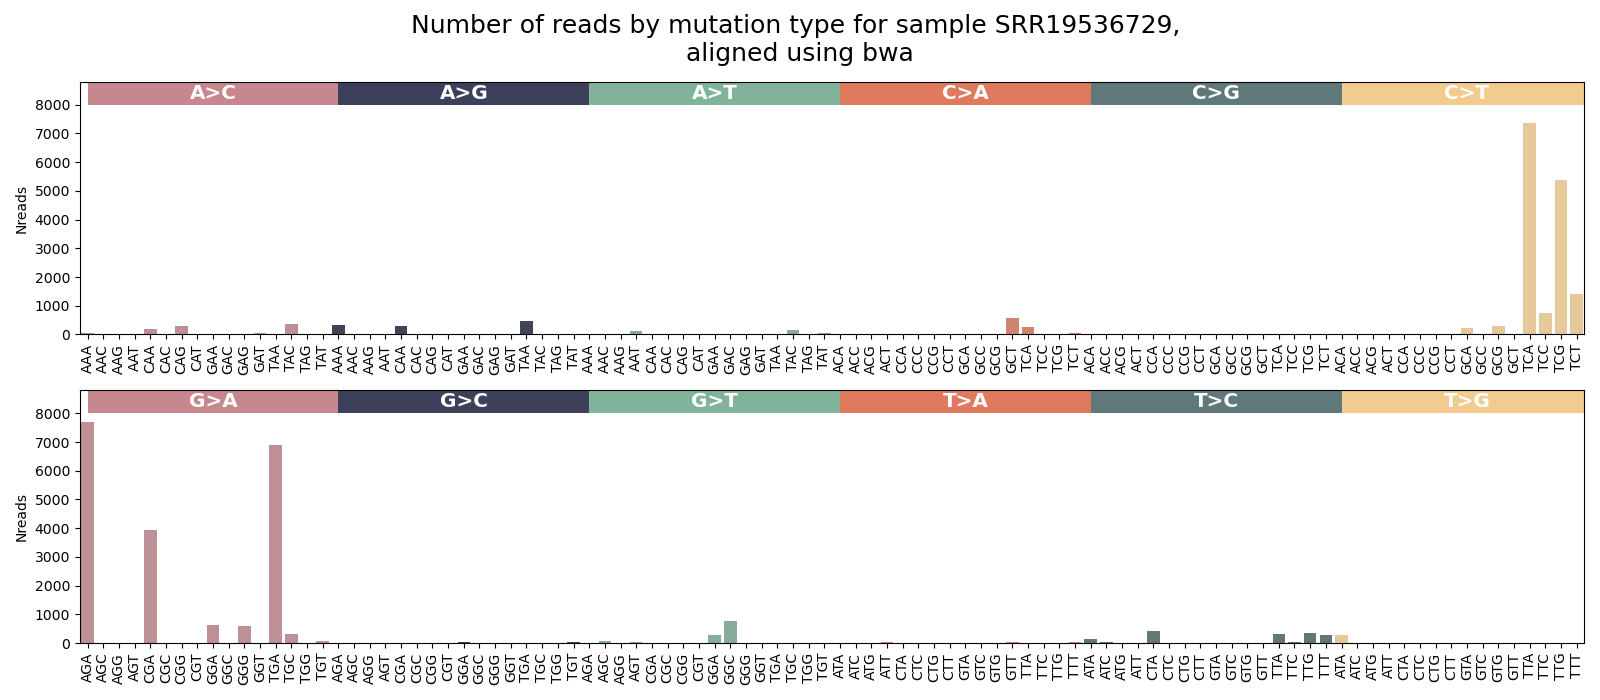 Number of reads by mutation type for sample SRR19536729,
aligned using bwa
A>C A>G A>T C>A C>G C>T
8000
7000
6000
5000
4000
3000
2000
1000
0
Nreads
AAA AAC AAG AAT CAA CAC CAG CAT GAA GAC GAG GAT TAA TAC TAG TAT AAA AAC AAG AAT CAA CAC CAG CAT GAA GAC GAG GAT TAA TAC TAG TAT AAA AAC AAG AAT CAA CAC CAG CAT GAA GAC GAG GAT TAA TAC TAG TAT ACA ACC ACG ACT CCA CCC CCG CCT GCA GCC GCG GCT TCA TCC TCG TCT ACA ACC ACG ACT CCA CCC CCG CCT GCA GCC GCG GCT TCA TCC TCG TCT ACA ACC ACG ACT CCA CCC CCG CCT GCA GCC GCG GCT TCA TCC TCG TCT
G>A G>C G>T T>A T>C T>G
8000
7000
6000
5000
4000
3000
2000
1000
0
Nreads
AGA AGC AGG AGT CGA CGC CGG CGT GGA GGC GGG GGT TGA TGC TGG TGT AGA AGC AGG AGT CGA CGC CGG CGT GGA GGC GGG GGT TGA TGC TGG TGT AGA AGC AGG AGT CGA CGC CGG CGT GGA GGC GGG GGT TGA TGC TGG TGT ATA ATC ATG ATT CTA CTC CTG CTT GTA GTC GTG GTT TTA TTC TTG TTT ATA ATC ATG ATT CTA CTC CTG CTT GTA GTC GTG GTT TTA TTC TTG TTT ATA ATC ATG ATT CTA CTC CTG CTT GTA GTC GTG GTT TTA TTC TTG TTT